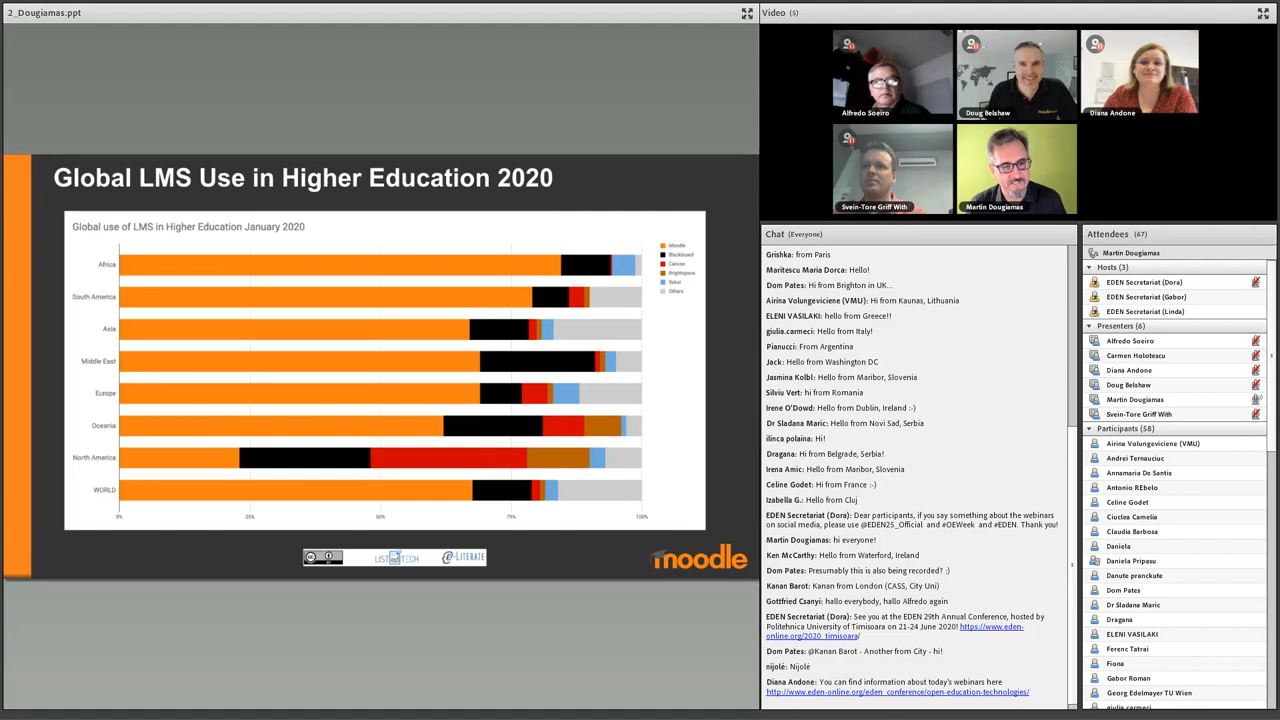 2_Dougiamas.ppt
Global LMS Use in Higher Education 2020
Global use of LMS in Higher Education January 2020
Africa
South America
Asia
Middle East
Europe
Oceania
North America
WORLD
0%
25%
50%
75%
100%
Moodle
Blackboard
Canvas
Brightspace
Sakai
Others
cc
BY
LISTedTECH
e-LITERATE
moodle
Video (5)
Alfredo Soeiro
Doug Belshaw
Diana Andone
Svein-Tore Griff With
Martin Dougiamas
Chat (Everyone)
Grishka: from Paris
Maritescu Maria Dorca: Hello!
Dom Pates: Hi from Brighton in UK...
Airina Volungeviciene (VMU): Hi from Kaunas, Lithuania
ELENI VASILAKI: hello from Greece!!
giulia.carmeci: Hello from Italy!
Pianucci: From Argentina
Jack: Hello from Washington DC
Jasmina Kolbl: Hello from Maribor, Slovenia
Silviu Vert: hi from Romania
Irene O'Dowd: Hello from Dublin, Ireland :-)
Dr Sladana Maric: Hello from Novi Sad, Serbia
ilinca polaina: Hi!
Dragana: Hi from Belgrade, Serbia!
Irena Amic: Hello from Maribor, Slovenia
Celine Godet: Hi from France :-)
Izabella G.: Hello from Cluj
EDEN Secretariat (Dora): Dear participants, if you say something about the webinars
on social media, please use @EDEN25_Official and #OEWeek and #EDEN. Thank you!
Martin Dougiamas: hi everyone!
Ken McCarthy: Hello from Waterford, Ireland
Dom Pates: Presumably this is also being recorded? :)
Kanan Barot: Kanan from London (CASS, City Uni)
Gottfried Csanyi: hallo everybody, hallo Alfredo again
EDEN Secretariat (Dora): See you at the EDEN 29th Annual Conference, hosted by
Politehnica University of Timisoara on 21-24 June 2020! https://www.eden-
online.org/2020_timisoara/
Dom Pates: @Kanan Barot - Another from City - hi!
nijolė: Nijolė
Diana Andone: You can find information about today's webinars here
http://www.eden-online.org/eden_conference/open-education-technologies/
Attendees (67)
Martin Dougiamas
Hosts (3)
EDEN Secretariat (Dora)
EDEN Secretariat (Gabor)
EDEN Secretariat (Linda)
Presenters (6)
Alfredo Soeiro
Carmen Holotescu
Diana Andone
Doug Belshaw
Martin Dougiamas
Svein-Tore Griff With
Participants (58)
Airina Volungeviciene (VMU)
Andrei Ternauciuc
Annamaria De Santis
Antonio REbelo
Celine Godet
Ciuclea Camelia
Claudia Barbosa
Daniela
Daniela Pripasu
Danute pranckute
Dom Pates
Dr Sladana Maric
Dragana
ELENI VASILAKI
Ferenc Tatrai
Fiona
Gabor Roman
Georg Edelmayer TU Wien
giulia.carmeci